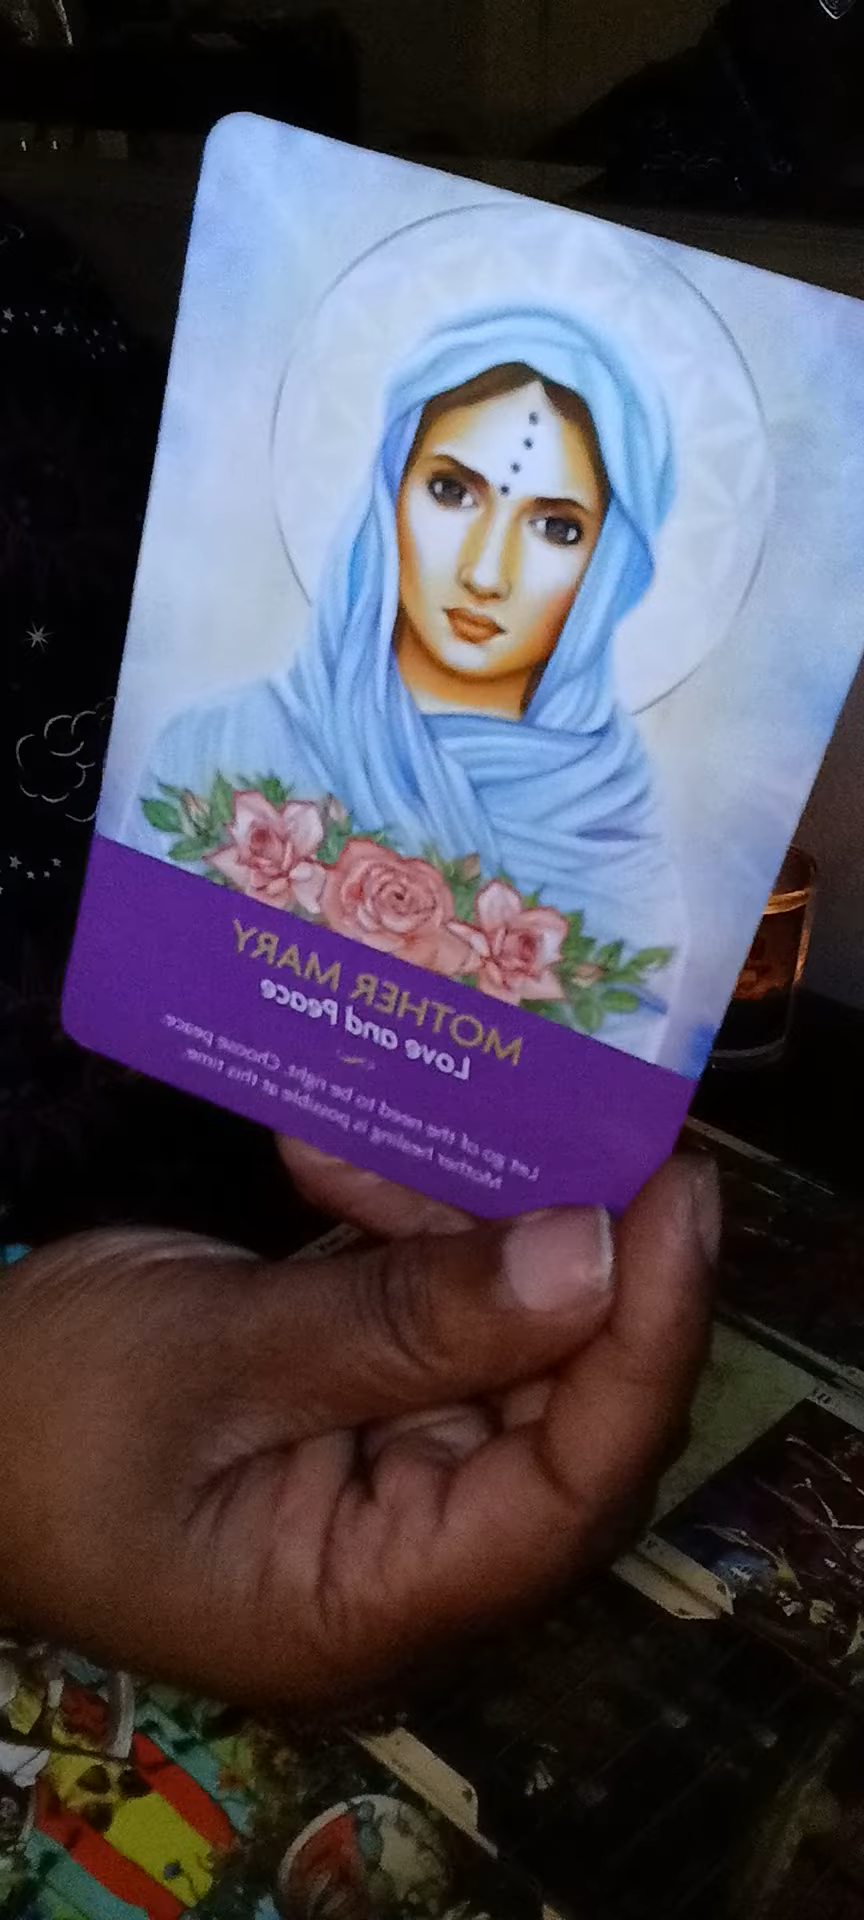 MOTHER MARY
Love and Peace
Let go of the need to be right. Choose peace.
Mother healing is possible at this time.